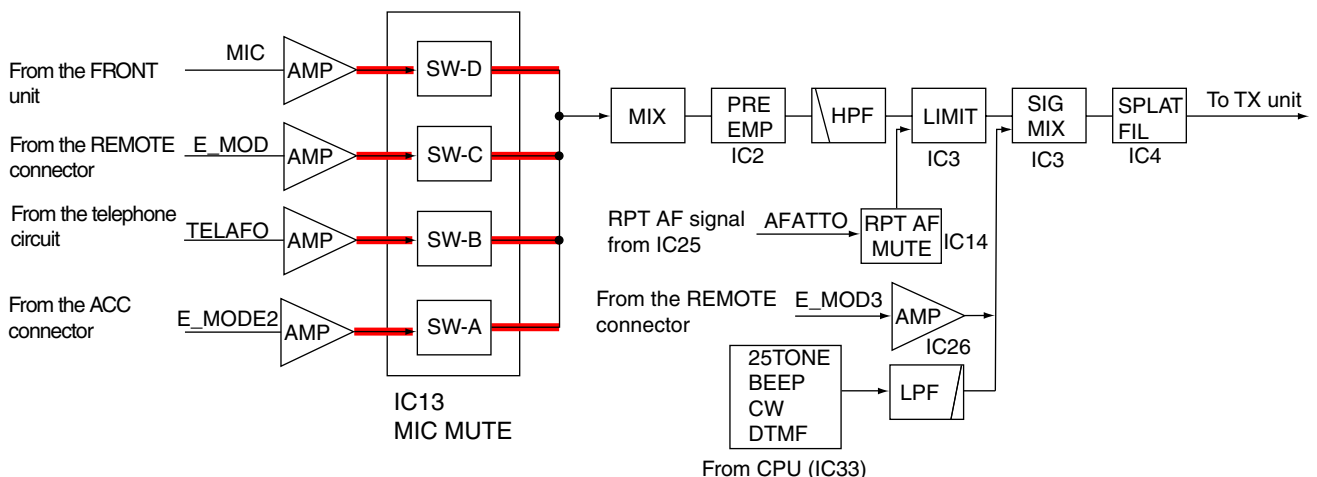 From the FRONT
unit
MIC
AMP
SW-D
From the REMOTE
connector
E_MOD
AMP
SW-C
From the telephone
circuit
TELAFO
AMP
SW-B
From the ACC
connector
E_MODE2
AMP
SW-A
IC13
MIC MUTE
MIX
PRE
EMP
IC2
HPF
LIMIT
IC3
SIG
MIX
IC3
SPLAT
FIL
IC4
To TX unit
RPT AF signal
from IC25
AFATTO
RPT AF
MUTE
IC14
From the REMOTE
connector
E_MOD3
AMP
IC26
25TONE
BEEP
CW
DTMF
LPF
From CPU (IC33)